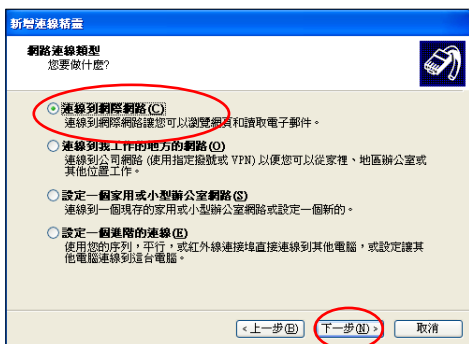 新增連線精靈
網路連線類型
您要做什麼?
連線到網際網路(C)
連線到網際網路讓您可以瀏覽網頁和讀取電子郵件。
連線到我工作的地方的網路(O)
連線到公司網路 (使用指定撥號或 VPN) 以便您可以從家裡、地區辦公室或
其他位置工作。
設定一個家用或小型辦公室網路(S)
連線到一個現存的家用或小型辦公室網路或設定一個新的。
設定一個進階的連線(E)
使用您的序列，平行，或紅外線連接埠直接連線到其他電腦，或設定讓其
他電腦連線到這台電腦。
<上一步(B) 下一步(N)> 取消